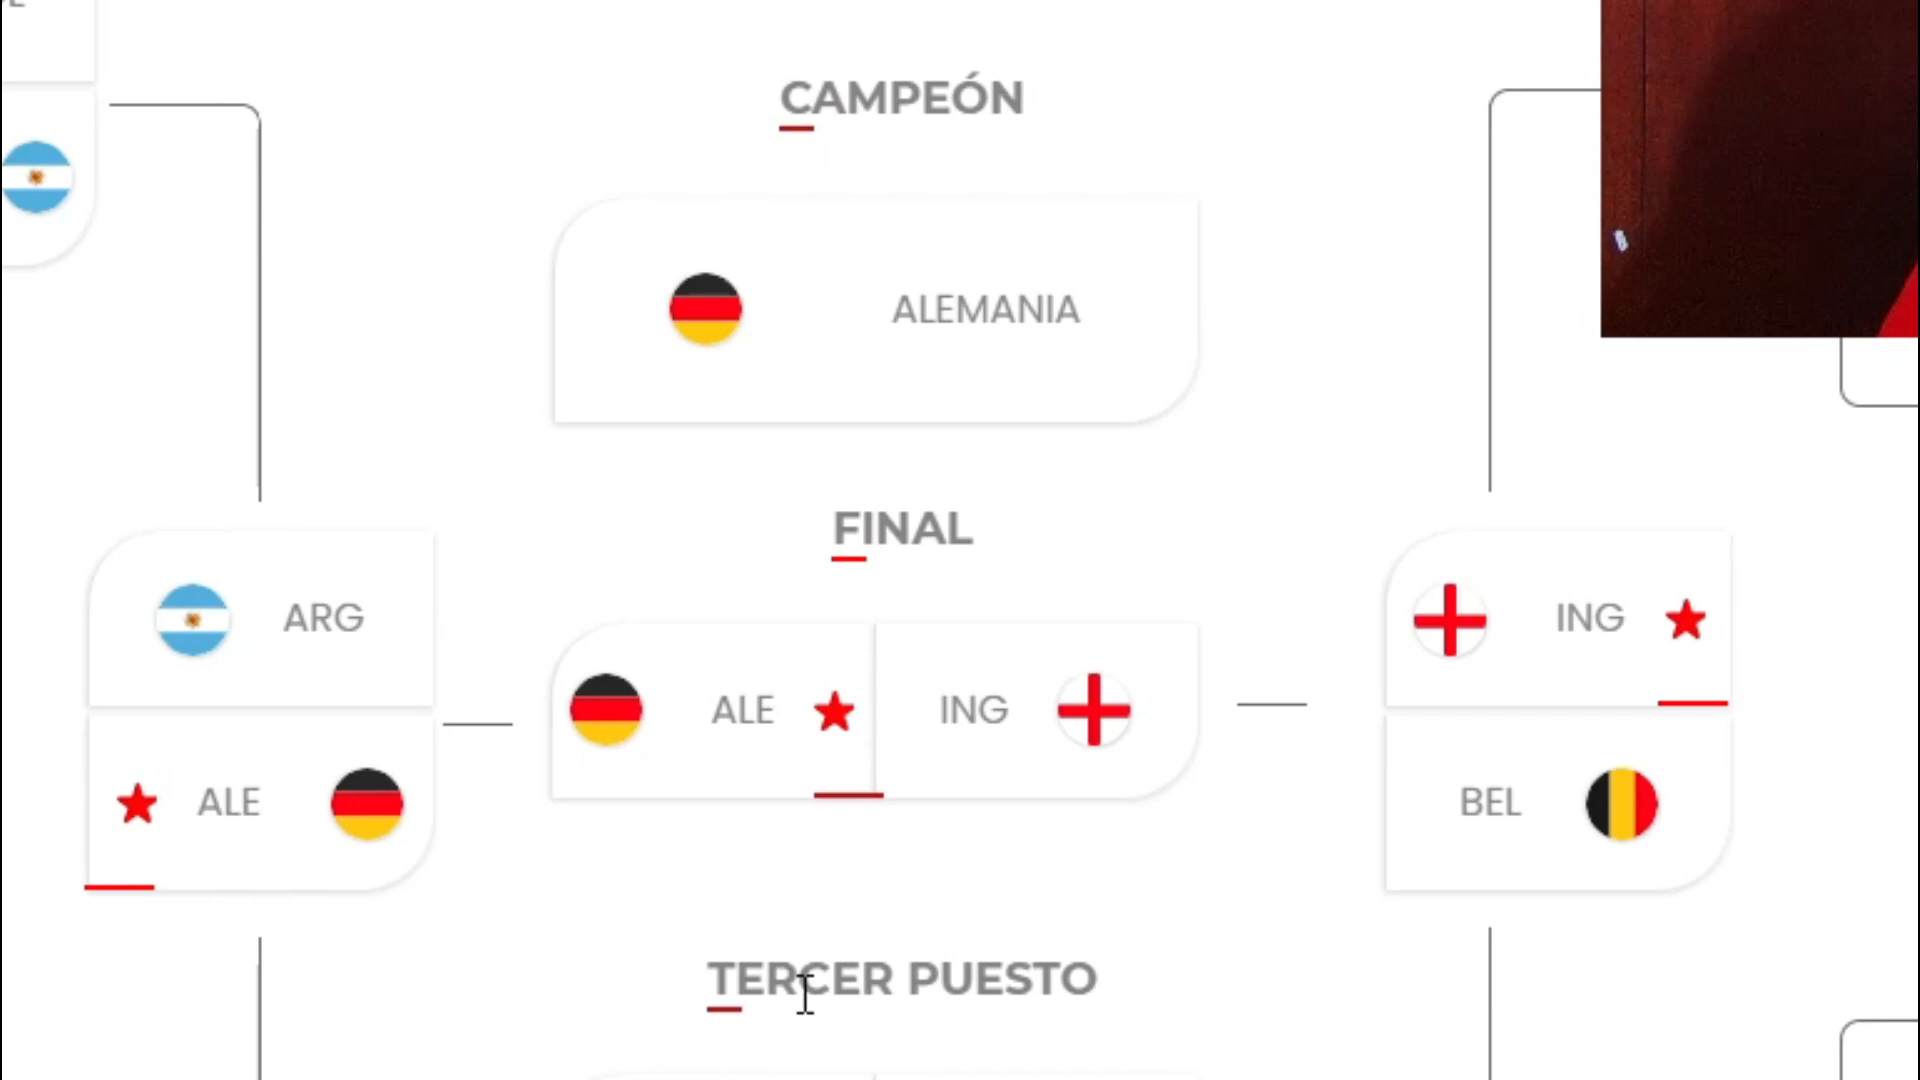 CAMPEÓN
ALEMANIA
FINAL
ARG
ALE
ALE
ING
ING
BEL
TERCER PUESTO